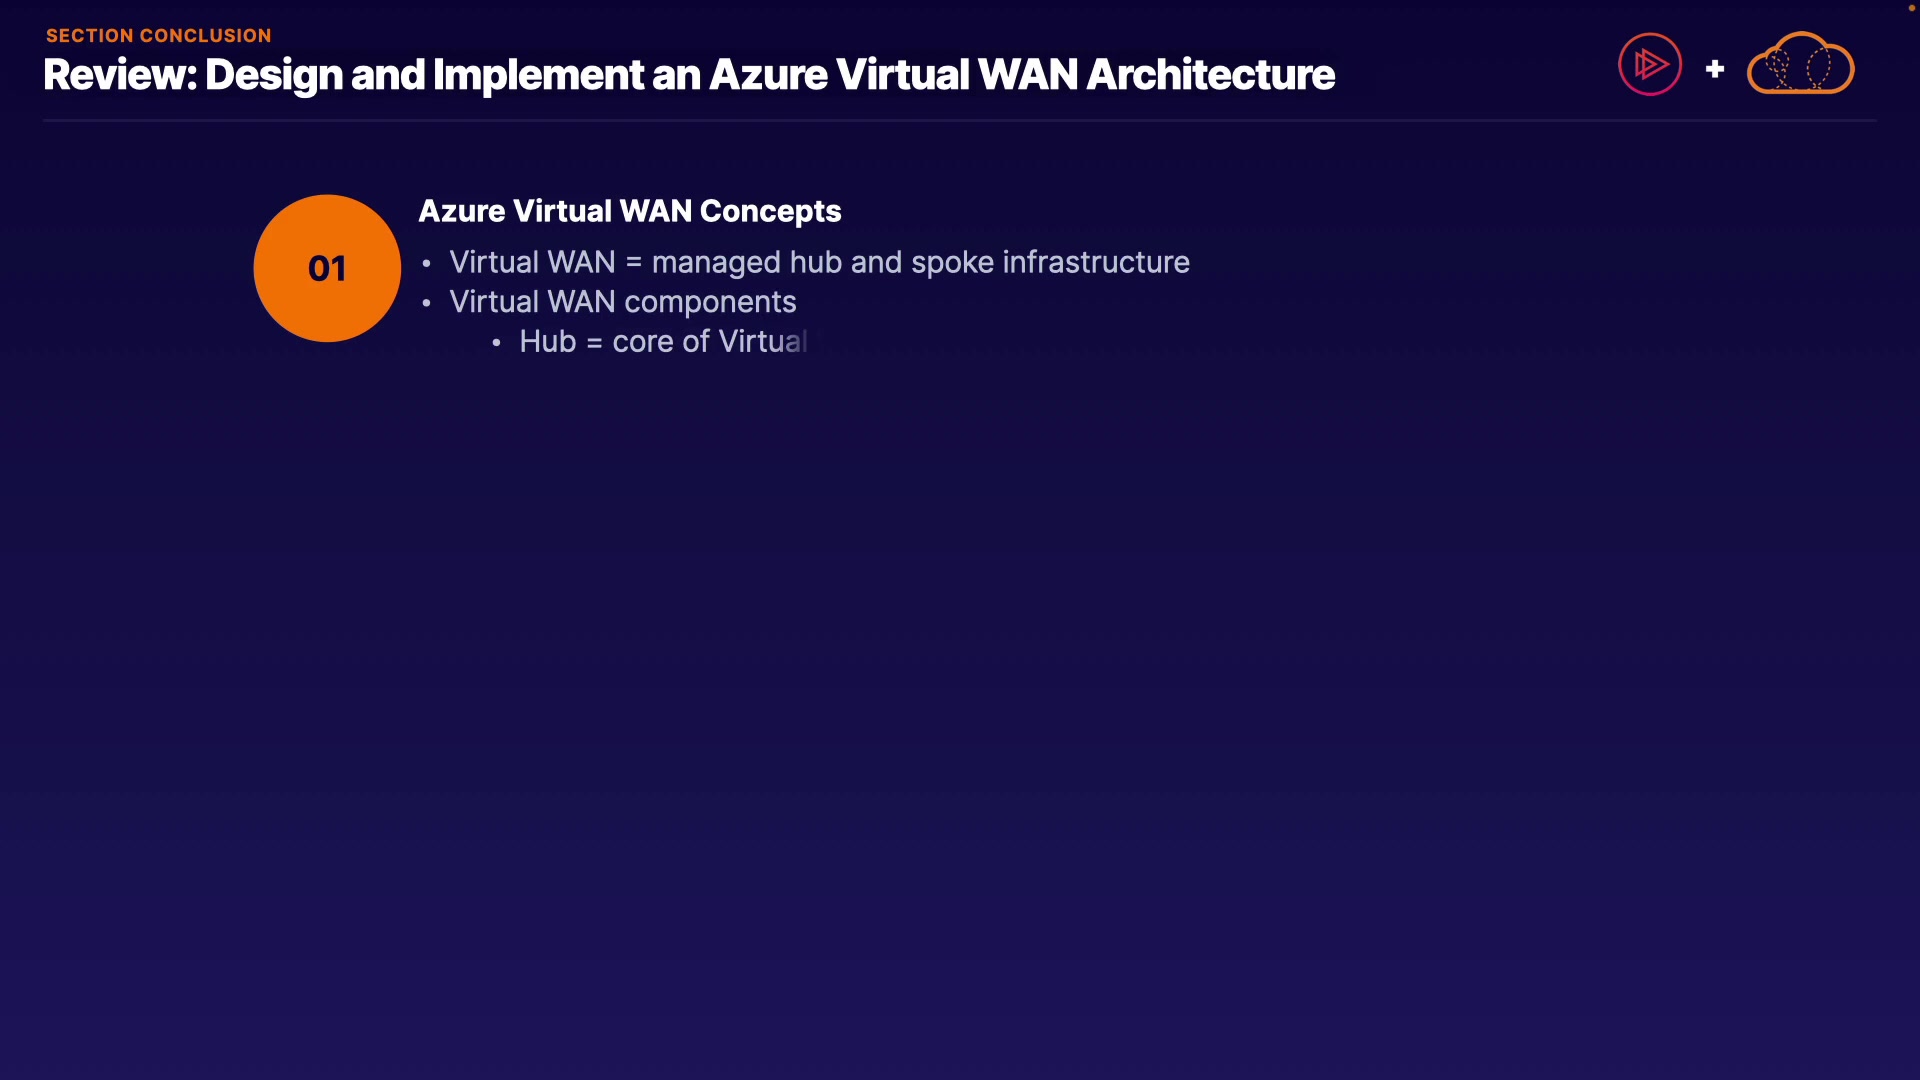 SECTION CONCLUSION
Review: Design and Implement an Azure Virtual WAN Architecture
+
01
Azure Virtual WAN Concepts
• Virtual WAN = managed hub and spoke infrastructure
• Virtual WAN components
• Hub = core of Virtual